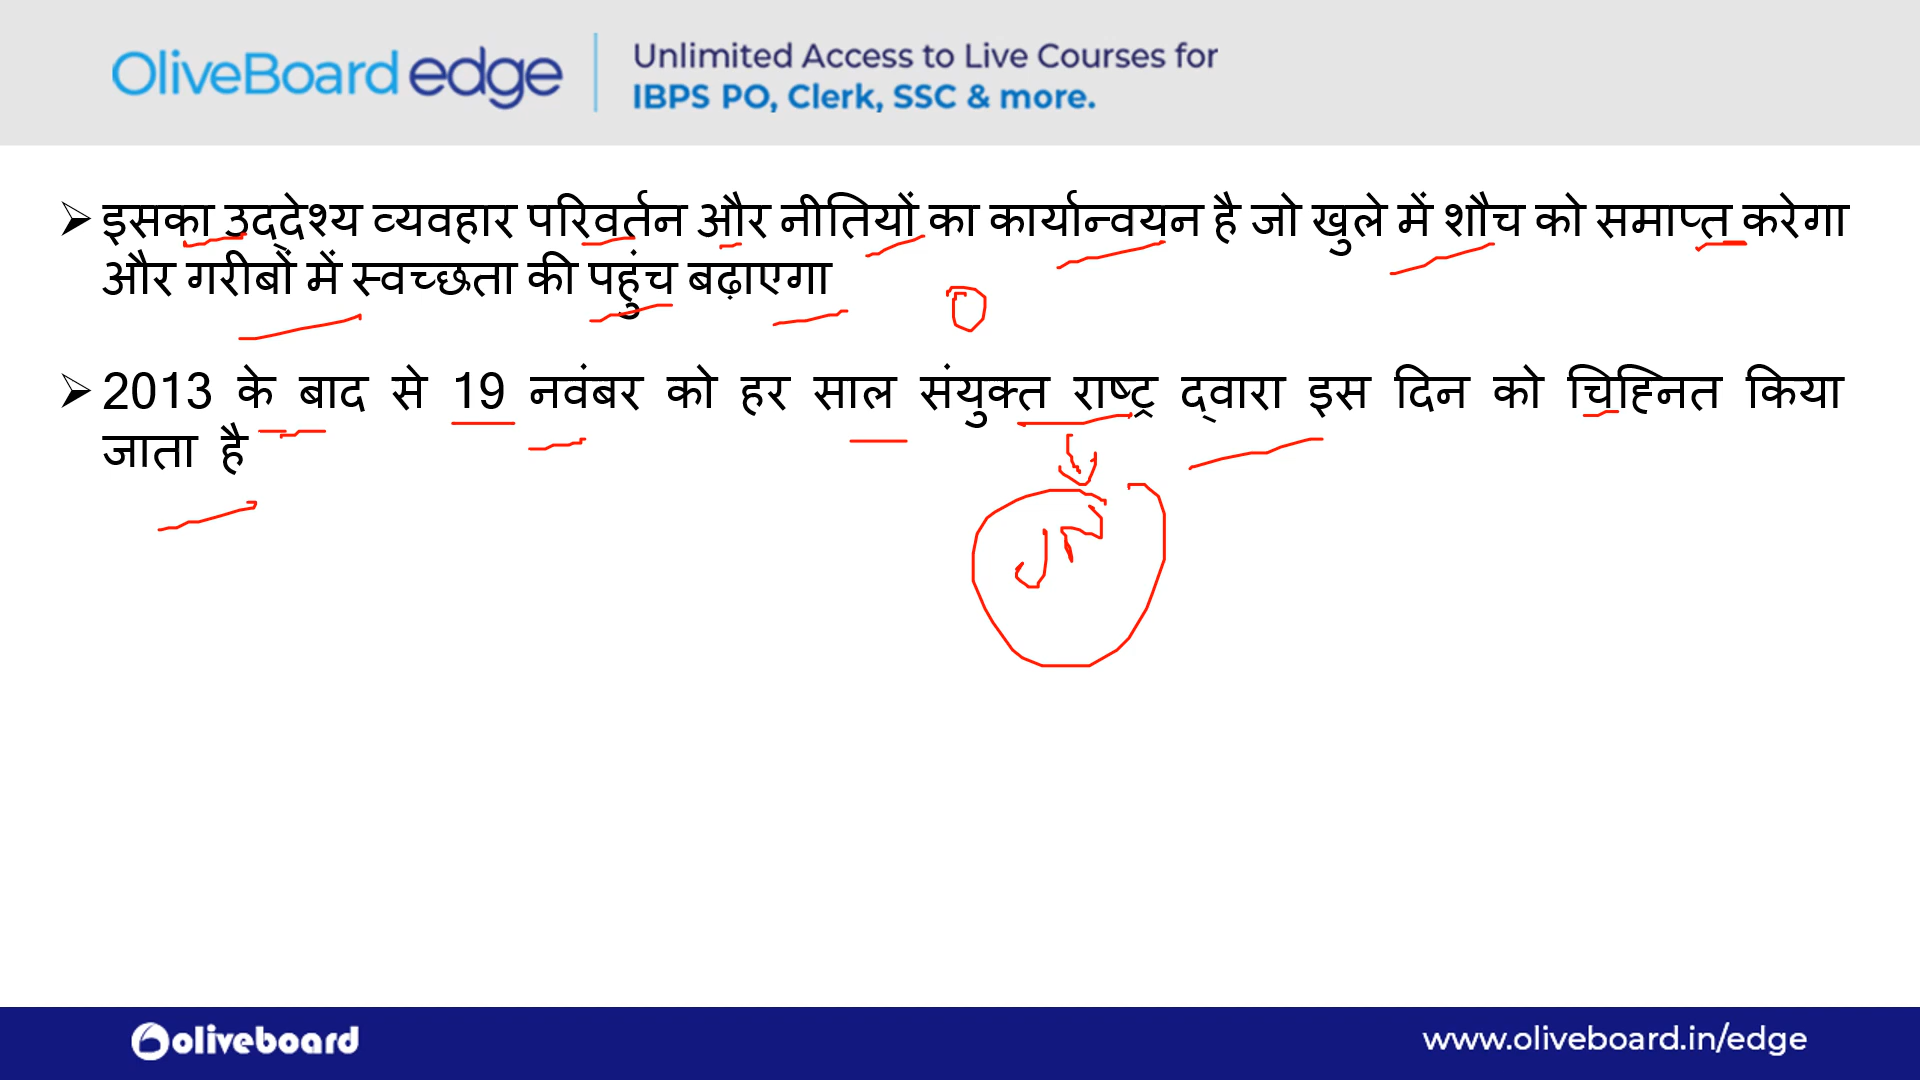 OliveBoard edge
Unlimited Access to Live Courses for
IBPS PO, Clerk, SSC & more.
➢ इसका उद्देश्य व्यवहार परिवर्तन और नीतियों का कार्यान्वयन है जो खुले में शौच को समाप्त करेगा
और गरीबों में स्वच्छता की पहुंच बढ़ाएगा
➢ 2013 के बाद से 19 नवंबर को हर साल संयुक्त राष्ट्र द्वारा इस दिन को चिह्नित किया
जाता है
oliveboard
www.oliveboard.in/edge